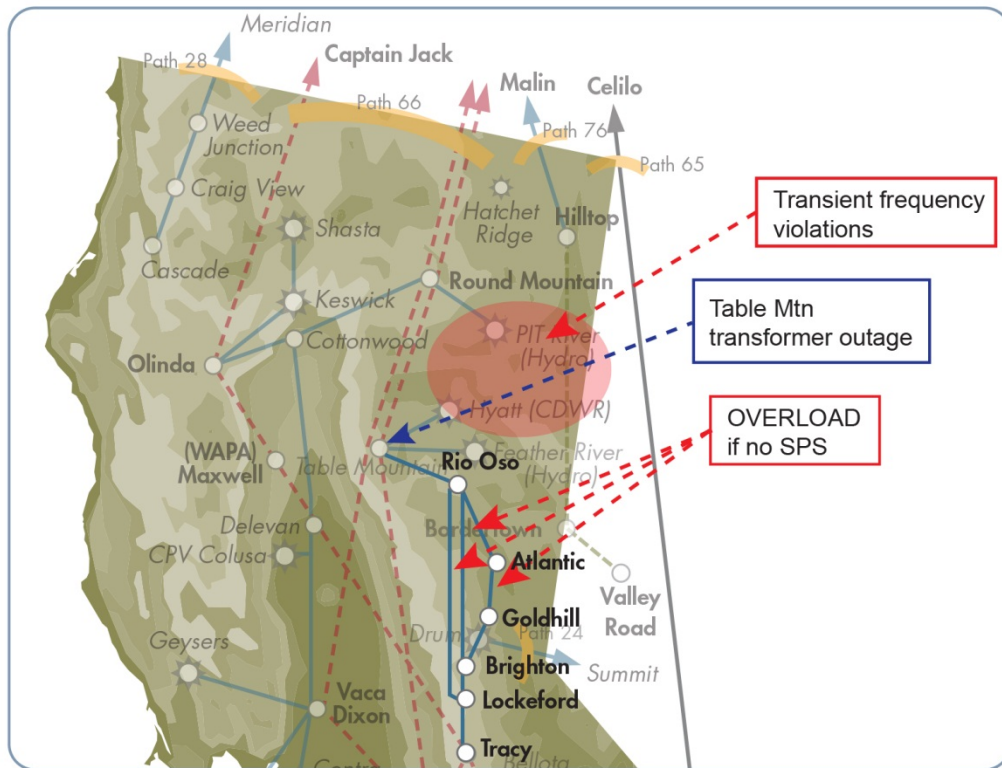 Meridian
Captain Jack
Path 28
Malin
Celilo
Path 66
Path 76
Path 65
Weed
Junction
Craig View
Cascade
Shasta
Hatchet
Ridge
Hilltop
Transient frequency
violations
Keswick
Round Mountain
Table Mtn
transformer outage
Cottonwood
PIT River
(Hydro)
Olinda
Hyatt (CDWR)
OVERLOAD
if no SPS
(WAPA)
Maxwell
Table Mountain
Feather River
(Hydro)
Rio Oso
Delevan
Bordertown
CPV Colusa
Atlantic
Valley
Road
Goldhill
Drum
Path 24
Geysers
Brighton
Summit
Vaca
Dixon
Lockeford
Tracy
Bellota